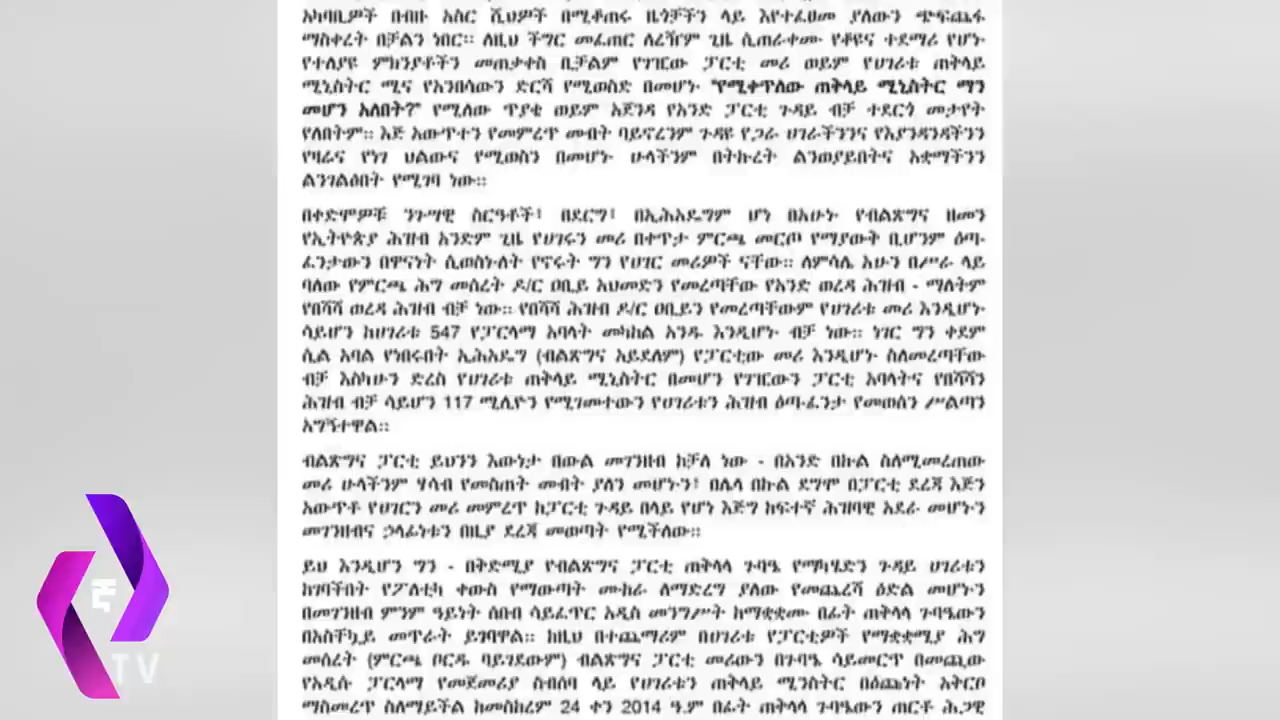 አካባቢዎች በብዙ አስር ሺህዎች በሚቆጠሩ ዜጎቻችን ላይ እየተፈፀመ ያለውን ጭፍጨፋ
ማስቀረት በቻልን ነበር። ለዚህ ችግር መፈጠር ለረዥም ጊዜ ሲጠራቀሙ የቆዩና ተደማሪ የሆኑ
የተለያዩ ምክንያቶችን መጠቃቀስ ቢቻልም የገዢው ፓርቲ መሪ ወይም የሀገሪቱ ጠቅላይ
ሚኒስትር ሚና የአንበሳውን ድርሻ የሚወስድ በመሆኑ "የሚቀጥለው ጠቅላይ ሚኒስትር ማን
መሆን አለበት?" የሚለው ጥያቄ ወይም አጀንዳ የአንድ ፓርቲ ጉዳይ ብቻ ተደርጎ መታየት
የለበትም። እጅ አውጥተን የመምረጥ መብት ባይኖረንም ጉዳዩ የጋራ ሀገራችንንና የእያንዳንዳችንን
የዛሬና የነገ ህልውና የሚወስን በመሆኑ ሁላችንም በትኩረት ልንወያይበትና አቋማችንን
ልንገልፅበት የሚገባ ነው።
በቀድሞዎቹ ንጉሣዊ ስርዓቶች፣ በደርግ፣ በኢሕአዴግም ሆነ በአሁኑ የብልጽግና ዘመን
የኢትዮጵያ ሕዝብ አንድም ጊዜ የሀገሩን መሪ በቀጥታ ምርጫ መርጦ የማያውቅ ቢሆንም ዕጣ-
ፈንታውን በዋናነት ሲወስኑለት የኖሩት ግን የሀገር መሪዎች ናቸው። ለምሳሌ አሁን በሥራ ላይ
ባለው የምርጫ ሕግ መሰረት ዶ/ር ዐቢይ አህመድን የመረጣቸው የአንድ ወረዳ ሕዝብ - ማለትም
የበሻሻ ወረዳ ሕዝብ ብቻ ነው። የበሻሻ ሕዝብ ዶ/ር ዐቢይን የመረጣቸውም የሀገሪቱ መሪ እንዲሆኑ
ሳይሆን ከሀገሪቱ 547 የፓርላማ አባላት መካከል አንዱ እንዲሆኑ ብቻ ነው። ነገር ግን ቀደም
ሲል አባል የነበሩበት ኢሕአዴግ (ብልጽግና አይደለም) የፓርቲው መሪ እንዲሆኑ ስለመረጣቸው
ብቻ እስካሁን ድረስ የሀገሪቱ ጠቅላይ ሚኒስትር በመሆን የገዢውን ፓርቲ አባላትና የበሻሻን
ሕዝብ ብቻ ሳይሆን 117 ሚሊዮን የሚገመተውን የሀገሪቱን ሕዝብ ዕጣ-ፈንታ የመወሰን ሥልጣን
አግኝተዋል።
ብልጽግና ፓርቲ ይህንን እውነታ በውል መገንዘብ ከቻለ ነው - በአንድ በኩል ስለሚመረጠው
መሪ ሁላችንም ሃሳብ የመስጠት መብት ያለን መሆኑን፣ በሌላ በኩል ደግሞ በፓርቲ ደረጃ እጅን
አውጥቶ የሀገርን መሪ መምረጥ ከፓርቲ ጉዳይ በላይ የሆነ እጅግ ከፍተኛ ሕዝባዊ አደራ መሆኑን
መገንዘብና ኃላፊነቱን በዚያ ደረጃ መወጣት የሚችለው።
ይህ እንዲሆን ግን - በቅድሚያ የብልጽግና ፓርቲ ጠቅላላ ጉባዔ የማካሄድን ጉዳይ ሀገሪቱ
ከገባችበት የፖለቲካ ቀውስ የማውጣት ሙከራ ለማድረግ ያለው የመጨረሻ ዕድል መሆኑን
በመገንዘብ ምንም ዓይነት ሰበብ ሳይፈጥር አዲስ መንግሥት ከማቋቋሙ በፊት ጠቅላላ ጉባዔውን
በአስቸኳይ መጥራት ይገባዋል። ከዚህ በተጨማሪም በሀገሪቱ የፓርቲዎች የማቋቋሚያ ሕግ
መሰረት (ምርጫ ቦርዱ ባይገደውም) ብልጽግና ፓርቲ መሪውን በጉባዔ ሳይመርጥ በመጪው
የአዲሱ ፓርላማ የመጀመሪያ ስብሰባ ላይ የሀገሪቱን ጠቅላይ ሚንስትር በዕጩነት አቅርቦ
ማስመረጥ ስለማይችል ከመስከረም 24 ቀን 2014 ዓ.ም በፊት ጠቅላላ ጉባዔውን ጠርቶ ሕጋዊ
TV